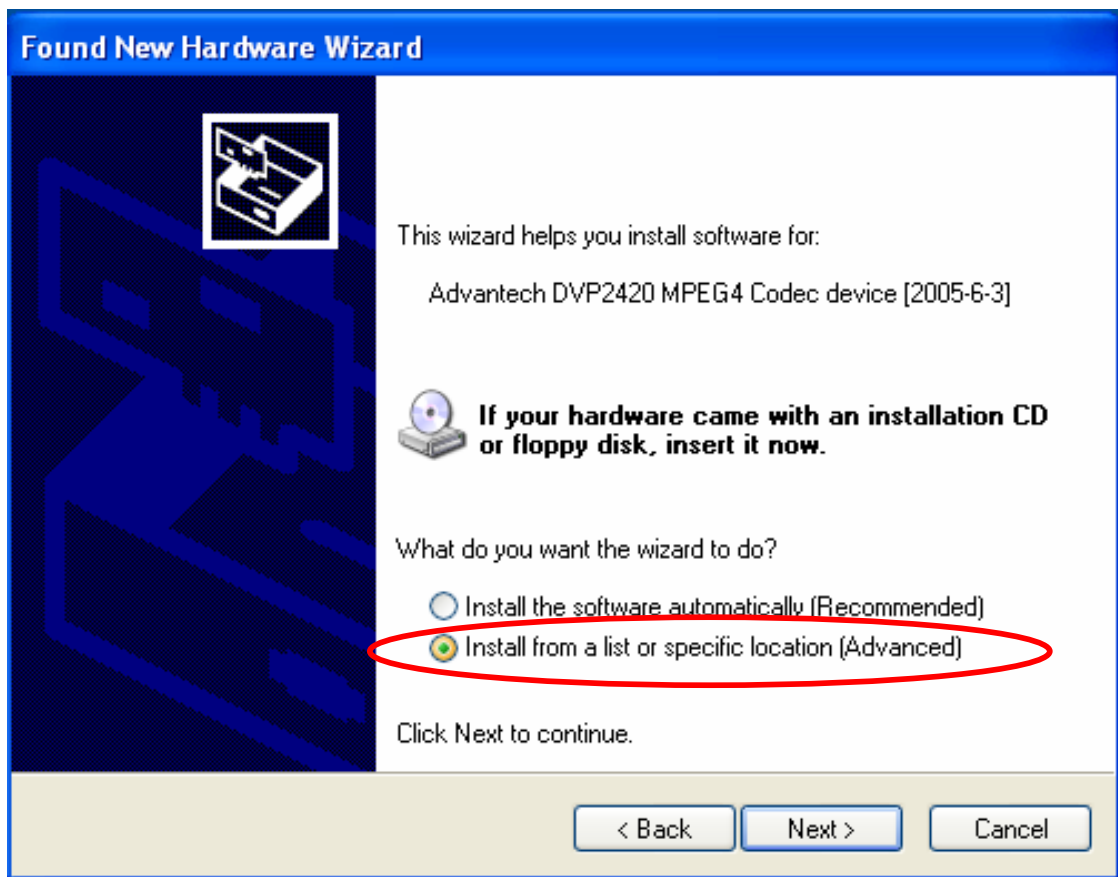 Found New Hardware Wizard
This wizard helps you install software for:
Advantech DVP2420 MPEG4 Codec device [2005-6-3]
If your hardware came with an installation CD
or floppy disk, insert it now.
What do you want the wizard to do?
Install the software automatically (Recommended)
Install from a list or specific location (Advanced)
Click Next to continue.
< Back
Next >
Cancel